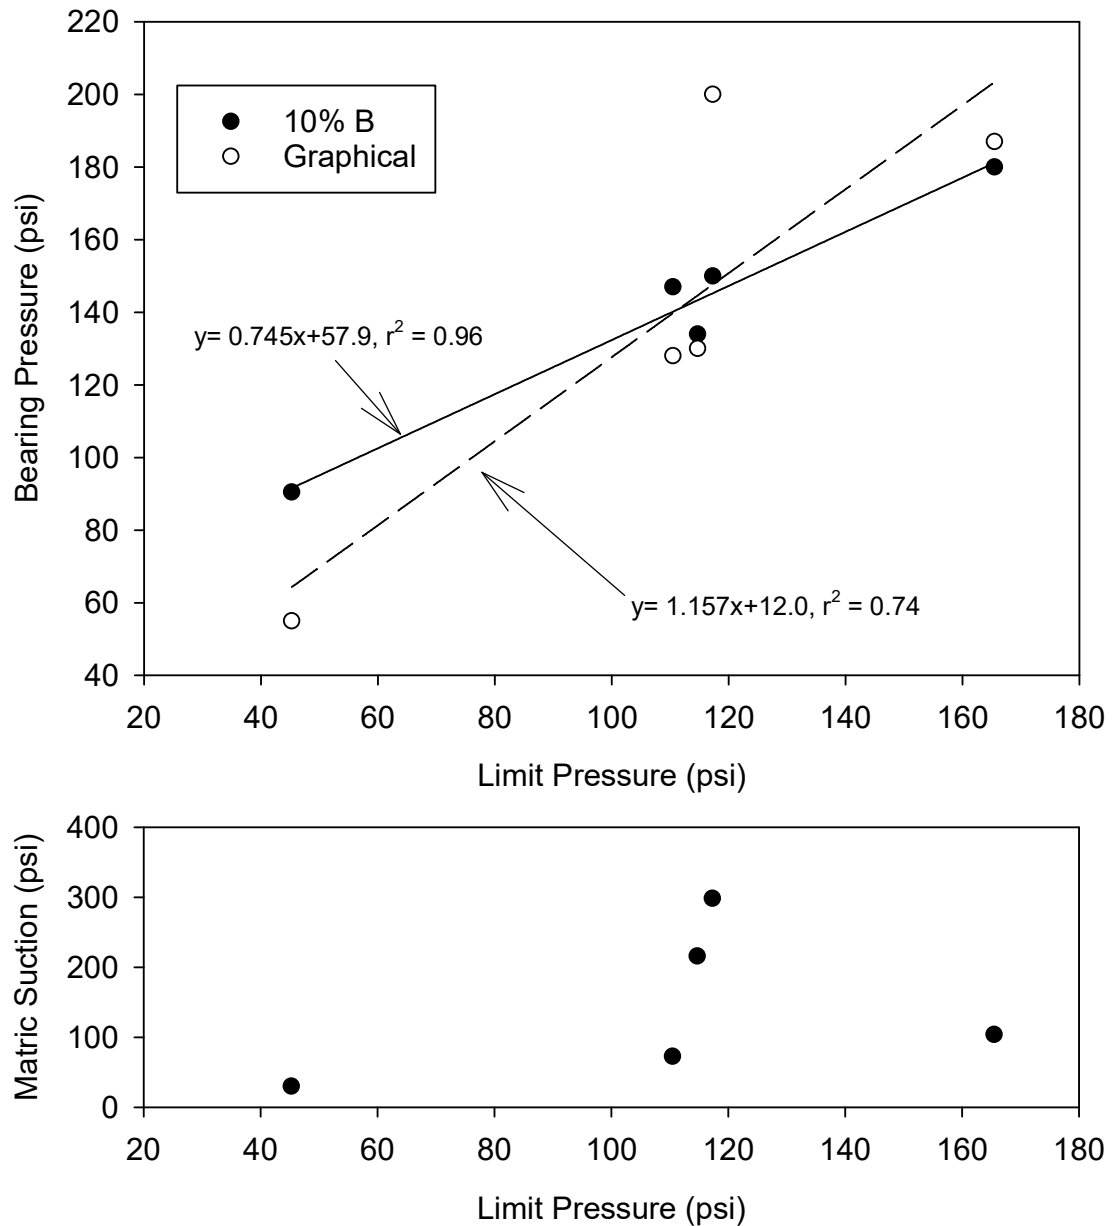 220
200
180
160
140
120
100
80
60
40
Bearing Pressure (psi)
10% B
Graphical
y= 0.745x+57.9, r² = 0.96
y= 1.157x+12.0, r² = 0.74
20 40 60 80 100 120 140 160 180
Limit Pressure (psi)
400
300
200
100
0
Matric Suction (psi)
20 40 60 80 100 120 140 160 180
Limit Pressure (psi)